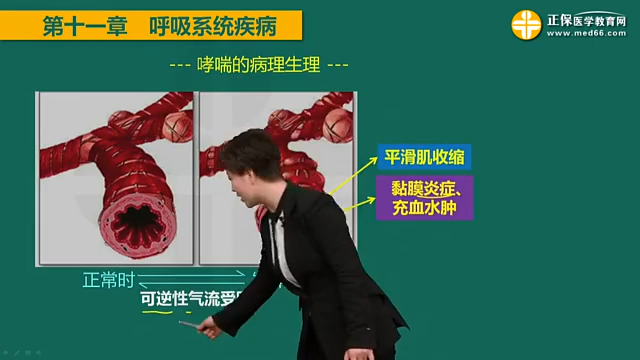 第十一章 呼吸系统疾病
正保医学教育网
www.med66.com
--- 哮喘的病理生理 ---
平滑肌收缩
黏膜炎症、
充血水肿
正常时
可逆性气流受